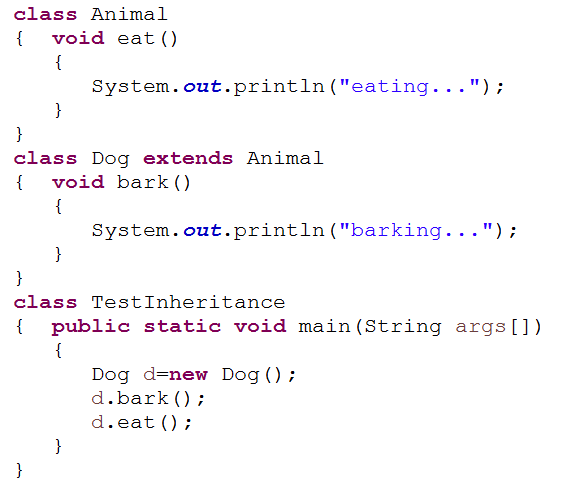 class Animal
{  void eat()
   {
      System.out.println("eating...");
   }
}
class Dog extends Animal
{  void bark()
   {
      System.out.println("barking...");
   }
}
class TestInheritance
{  public static void main(String args[])
   {
      Dog d=new Dog();
      d.bark();
      d.eat();
   }
}